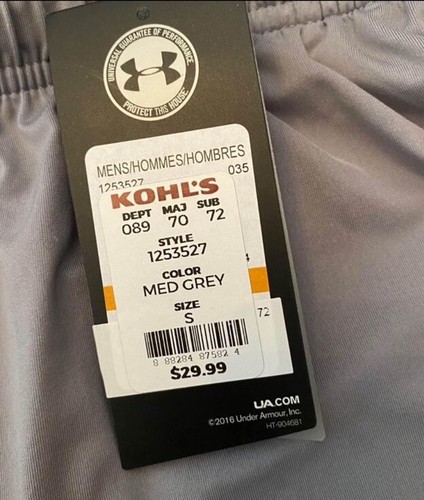 UNIVERSAL GUARANTEE OF PERFORMANCE
PROTECT THIS HOUSE
MENS/HOMMES/HOMBRES
1253527 035
KOHL'S
DEPT MAJ SUB
089 70 72
STYLE
1253527
COLOR
MED GREY
SIZE
S
72
8 88284 87582 4
$29.99
UA.COM
©2016 Under Armour, Inc.
HT-904681